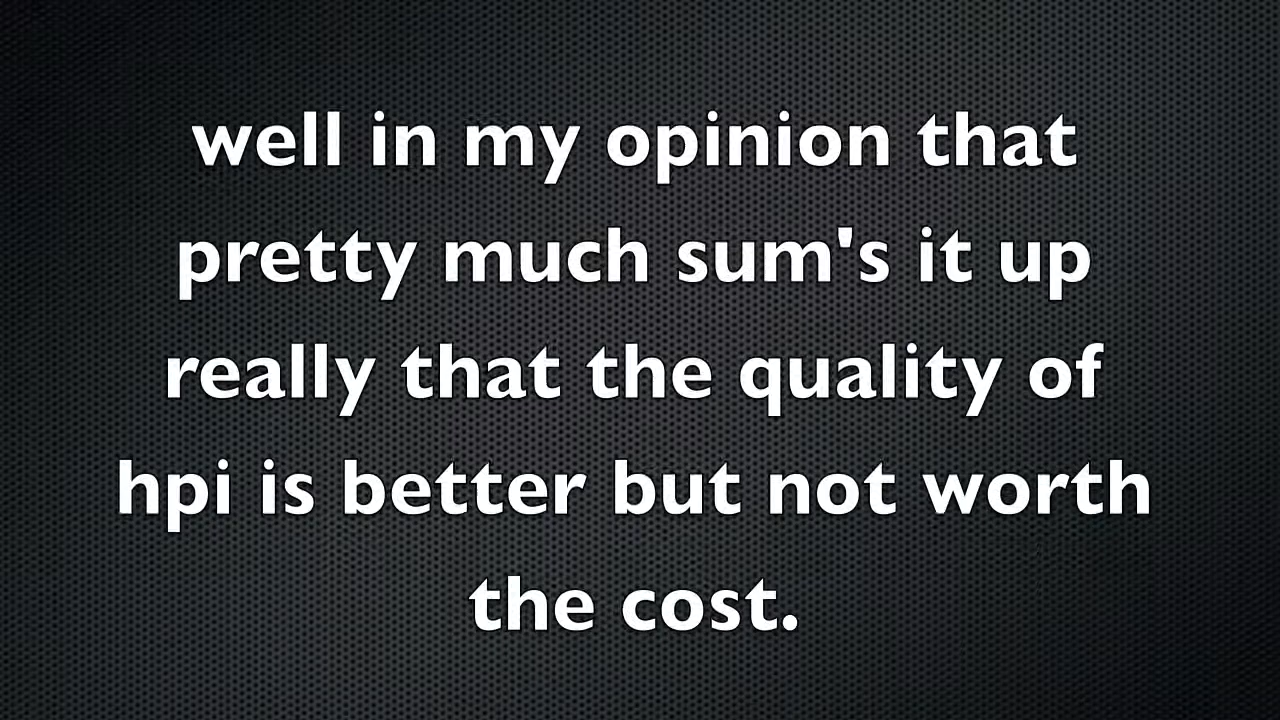 well in my opinion that
pretty much sum's it up
really that the quality of
hpi is better but not worth
the cost.